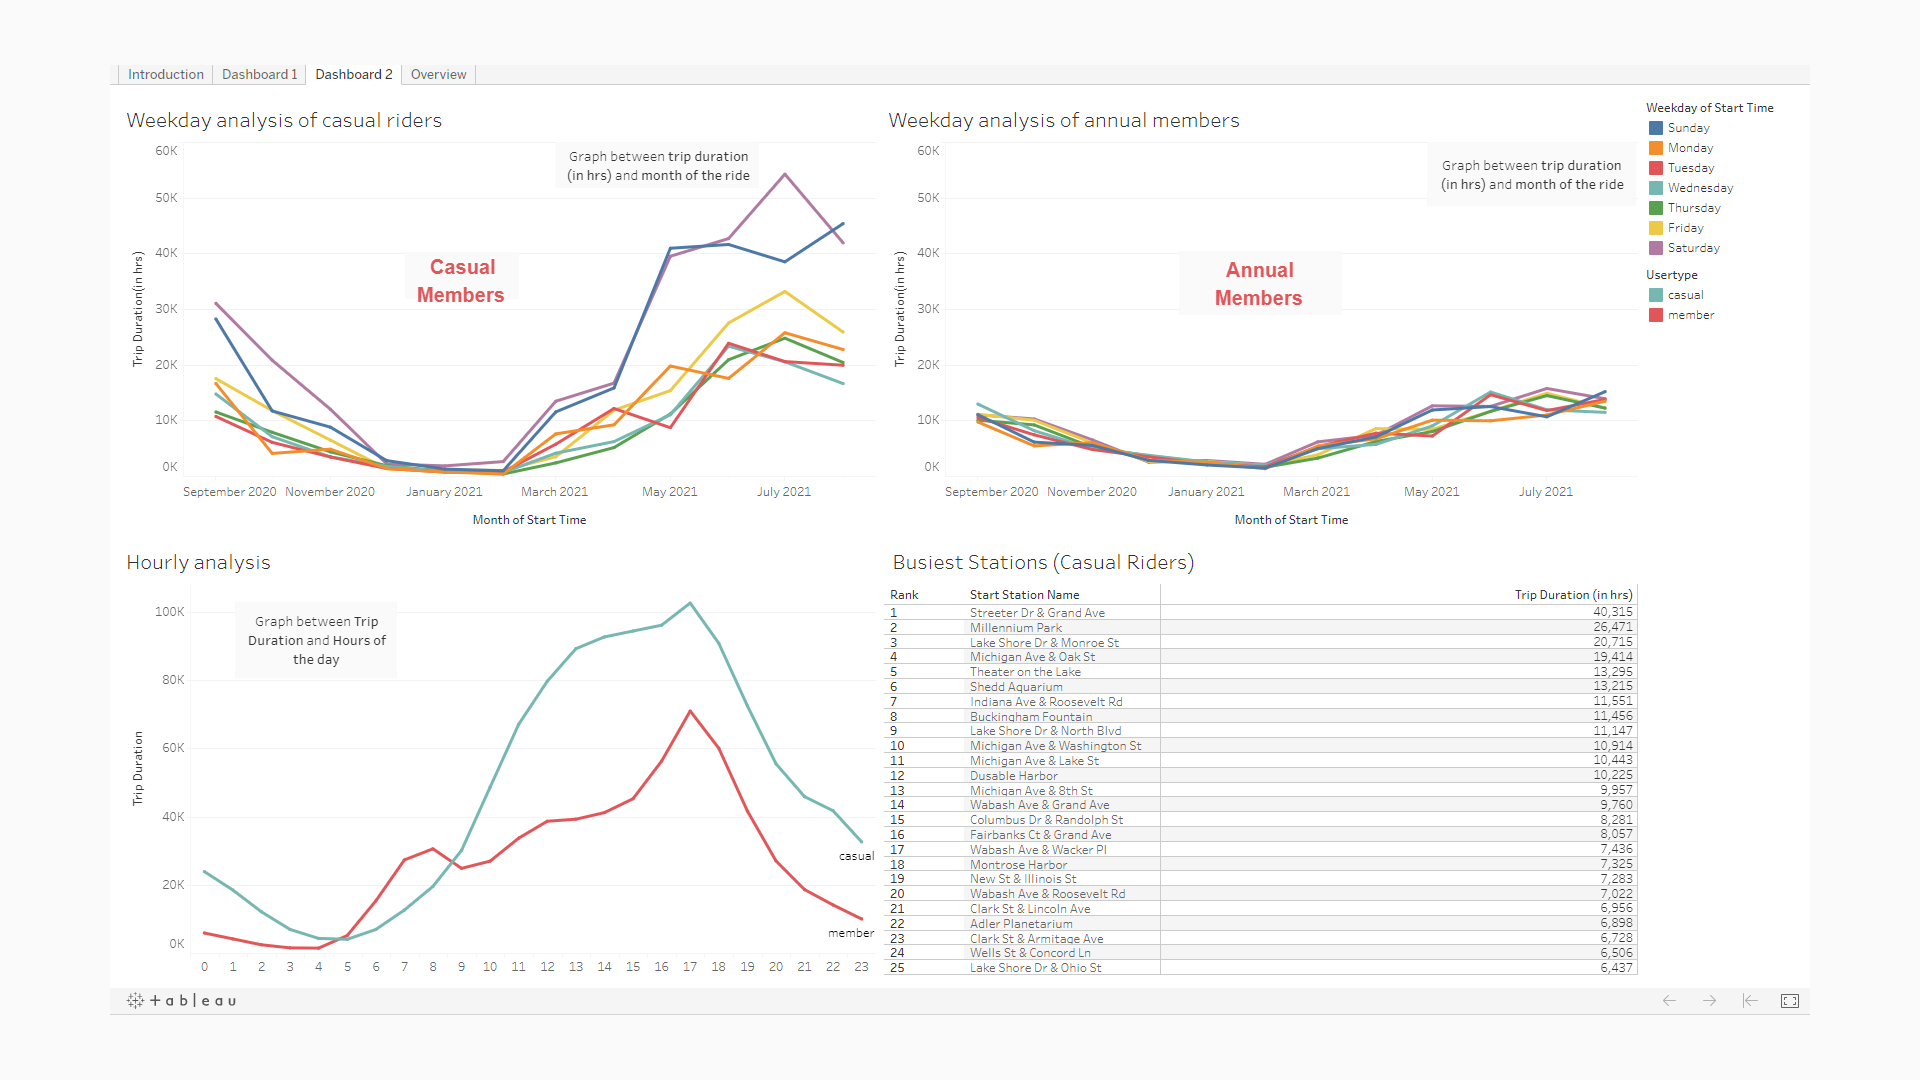 Introduction Dashboard 1 Dashboard 2 Overview
Weekday analysis of casual riders
60K
50K
40K
30K
20K
10K
0K
Trip Duration(in hrs)
Graph between trip duration
(in hrs) and month of the ride
Casual
Members
September 2020 November 2020 January 2021 March 2021 May 2021 July 2021
Month of Start Time
Weekday analysis of annual members
60K
50K
40K
30K
20K
10K
0K
Trip Duration(in hrs)
Graph between trip duration
(in hrs) and month of the ride
Annual
Members
September 2020 November 2020 January 2021 March 2021 May 2021 July 2021
Month of Start Time
Weekday of Start Time
Sunday
Monday
Tuesday
Wednesday
Thursday
Friday
Saturday
Usertype
casual
member
Hourly analysis
100K
80K
60K
40K
20K
0K
Trip Duration
Graph between Trip
Duration and Hours of
the day
casual
member
0 1 2 3 4 5 6 7 8 9 10 11 12 13 14 15 16 17 18 19 20 21 22 23
Busiest Stations (Casual Riders)
Rank Start Station Name Trip Duration (in hrs)
1 Streeter Dr & Grand Ave 40,315
2 Millennium Park 26,471
3 Lake Shore Dr & Monroe St 20,715
4 Michigan Ave & Oak St 19,414
5 Theater on the Lake 13,295
6 Shedd Aquarium 13,215
7 Indiana Ave & Roosevelt Rd 11,551
8 Buckingham Fountain 11,456
9 Lake Shore Dr & North Blvd 11,147
10 Michigan Ave & Washington St 10,914
11 Michigan Ave & Lake St 10,443
12 Dusable Harbor 10,225
13 Michigan Ave & 8th St 9,957
14 Wabash Ave & Grand Ave 9,760
15 Columbus Dr & Randolph St 8,281
16 Fairbanks Ct & Grand Ave 8,057
17 Wabash Ave & Wacker Pl 7,436
18 Montrose Harbor 7,325
19 New St & Illinois St 7,283
20 Wabash Ave & Roosevelt Rd 7,022
21 Clark St & Lincoln Ave 6,956
22 Adler Planetarium 6,898
23 Clark St & Armitage Ave 6,728
24 Wells St & Concord Ln 6,506
25 Lake Shore Dr & Ohio St 6,437
+ableau